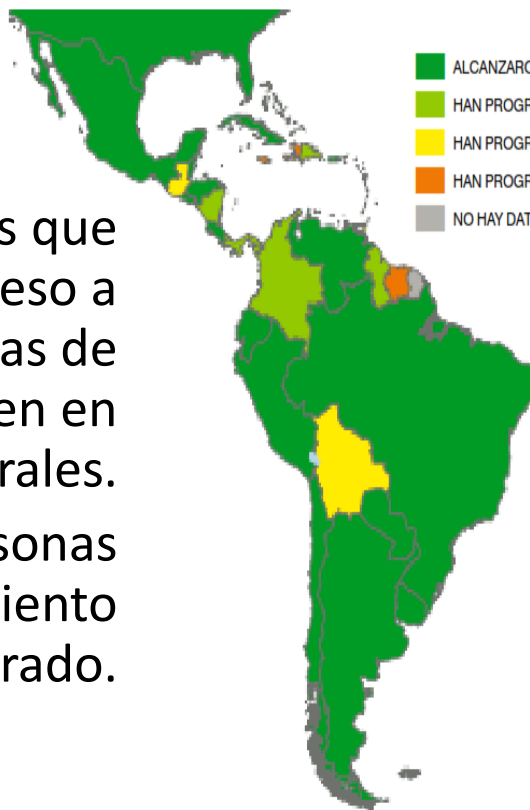 ALCANZARO
HAN PROGR
HAN PROGR
HAN PROGR
NO HAY DAT
s que
eso a
as de
en en
rales.
sonas
iento
rado.